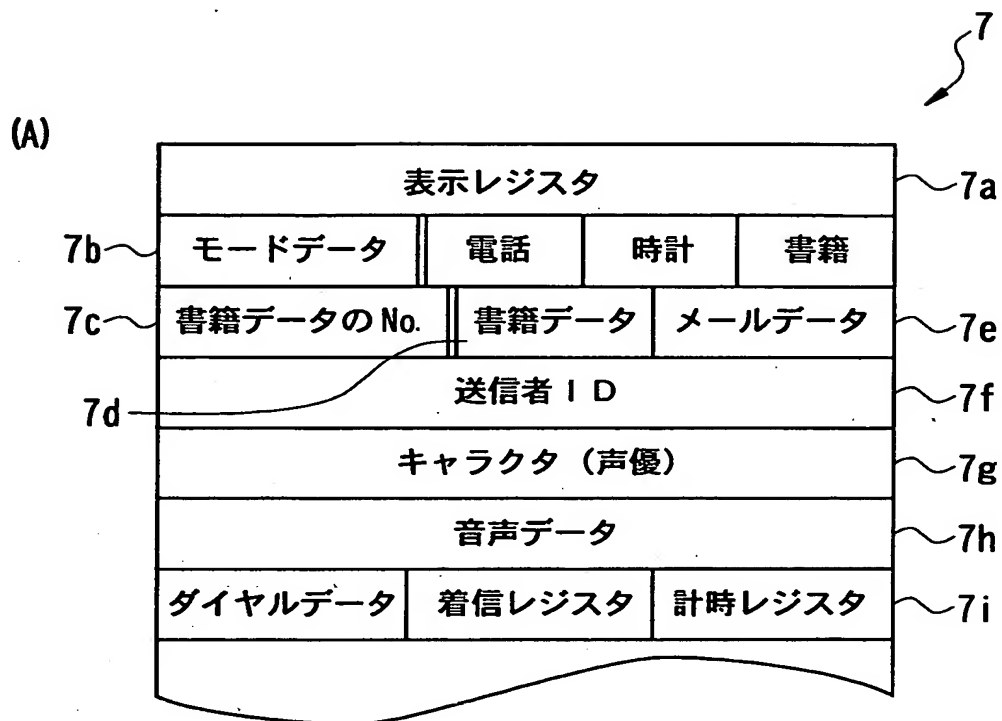 7
(A)
表示レジスタ 7a
7b モードデータ 電話 時計 書籍
7c 書籍データのNo. 書籍データ メールデータ 7e
7d 送信者ID 7f
キャラクタ(声優) 7g
音声データ 7h
ダイヤルデータ 着信レジスタ 計時レジスタ 7i